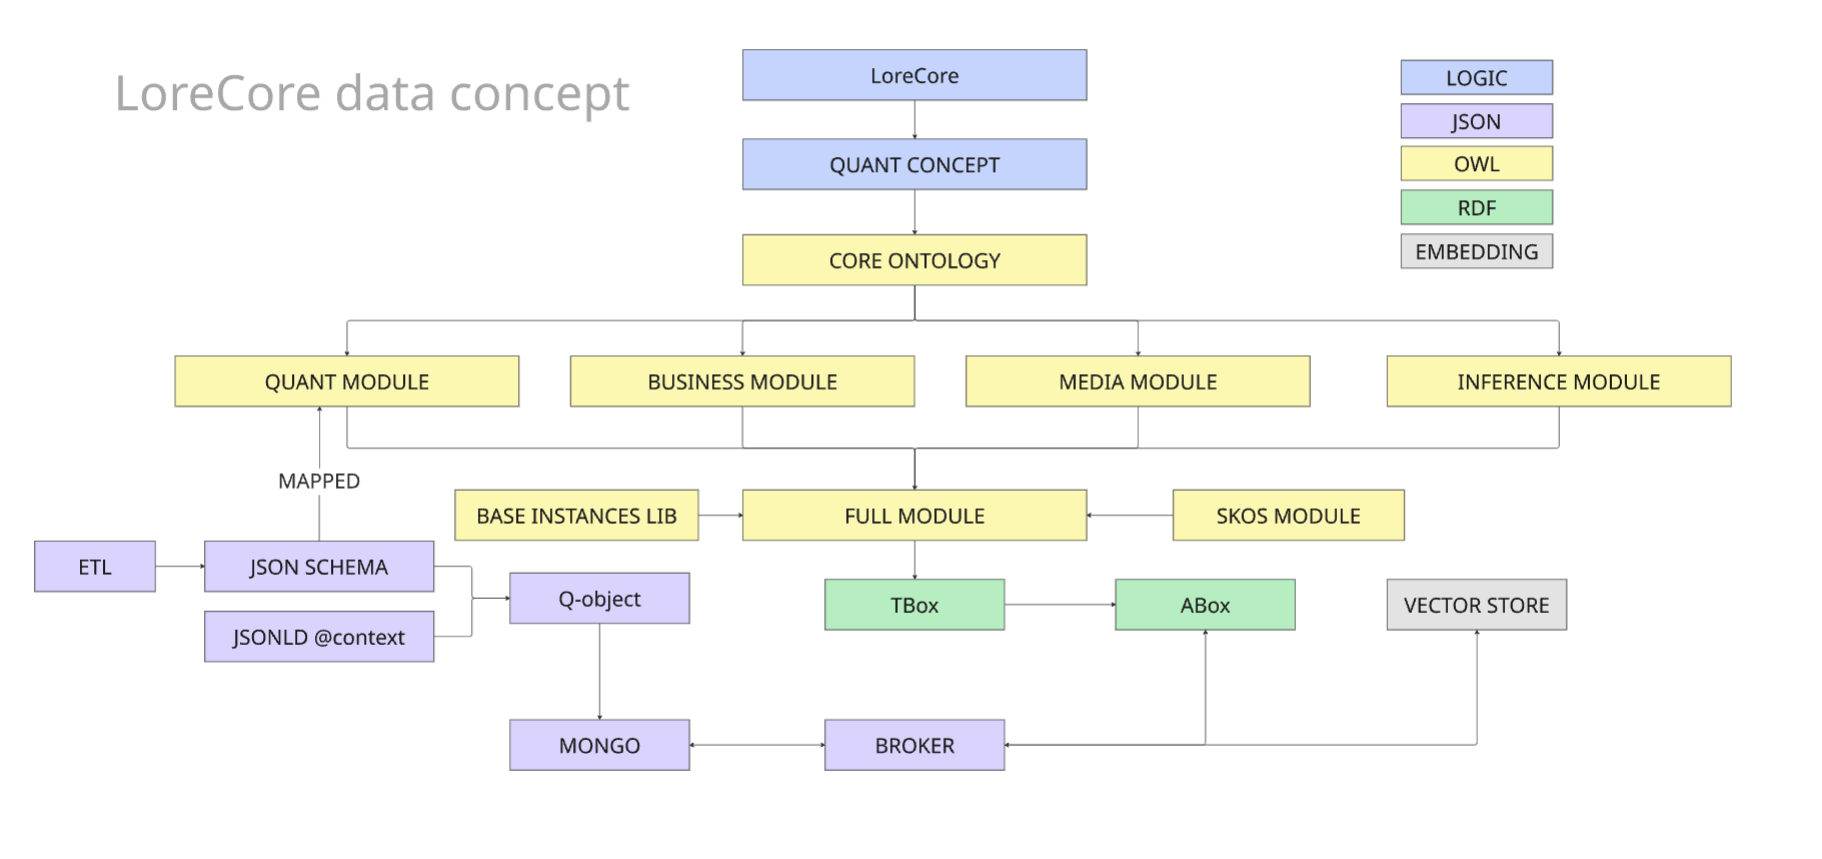 LoreCore data concept
LoreCore
QUANT CONCEPT
CORE ONTOLOGY
LOGIC
JSON
OWL
RDF
EMBEDDING
QUANT MODULE
BUSINESS MODULE
MEDIA MODULE
INFERENCE MODULE
MAPPED
BASE INSTANCES LIB
FULL MODULE
SKOS MODULE
ETL
JSON SCHEMA
JSONLD @context
Q-object
TBox
ABox
VECTOR STORE
MONGO
BROKER